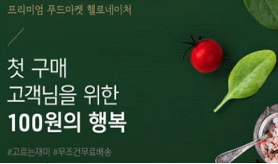 프리미엄 푸드마켓 헬로네이처
첫 구매
고객님을 위한
100원의 행복
#고르는재미 #무조건무료배송